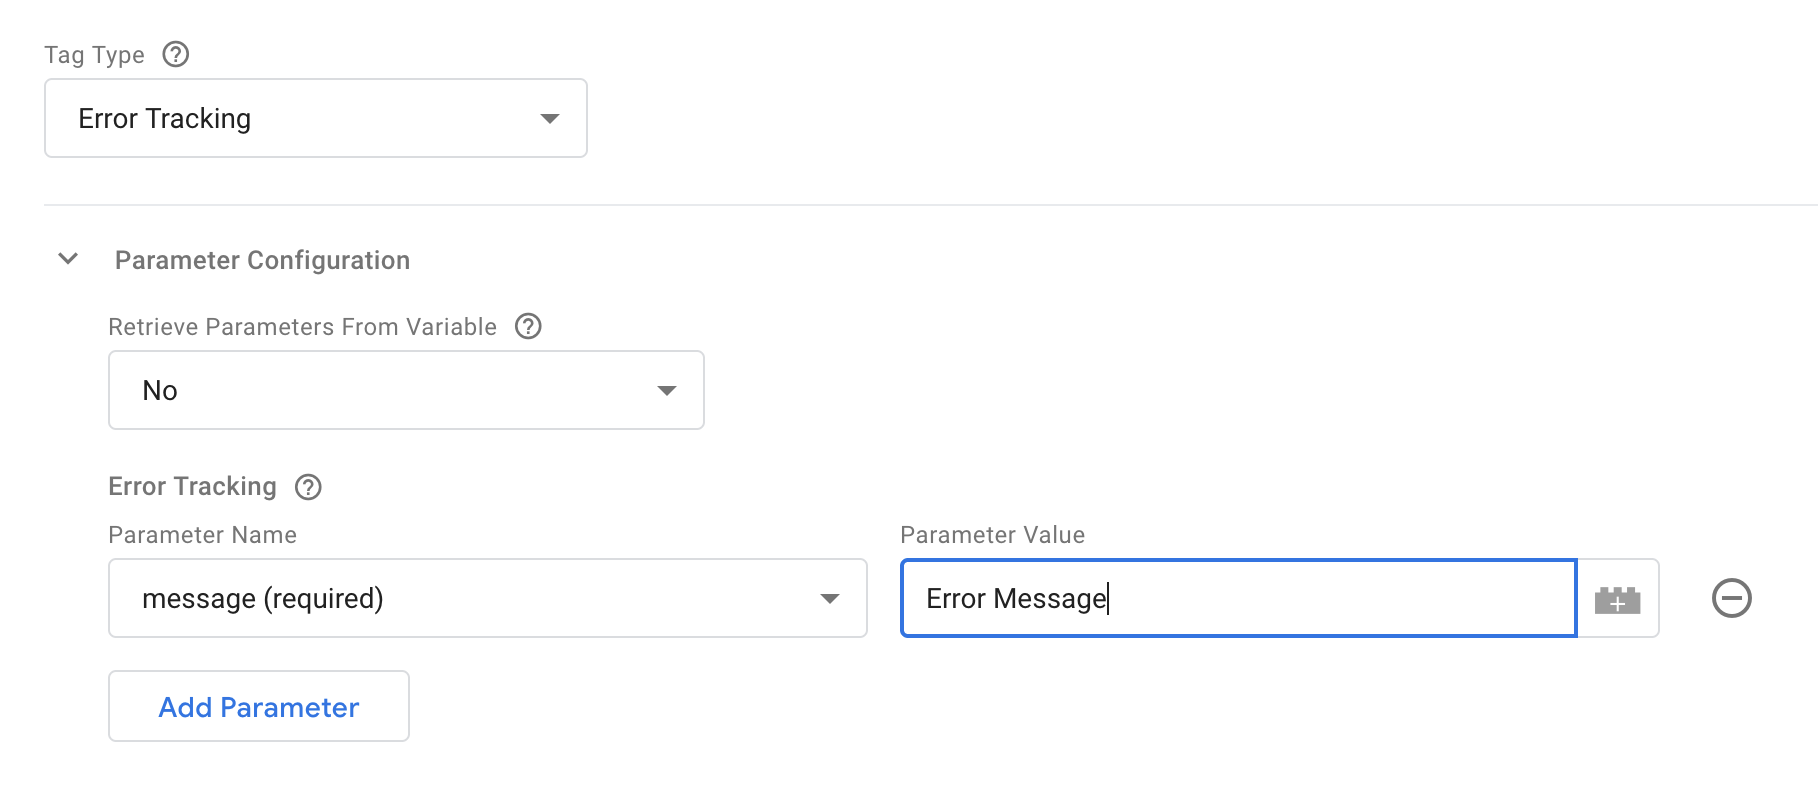 Tag Type
Error Tracking
Parameter Configuration
Retrieve Parameters From Variable
No
Error Tracking
Parameter Name
Parameter Value
message (required)
Error Message
Add Parameter